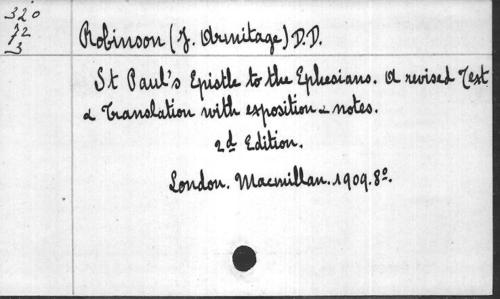 320
12
3
Robinson (J. Armitage) D.D.
St Paul's Epistle to the Ephesians. A revised Text
& Translation with exposition & notes.
2d Edition.
London. Macmillan. 1909. 8º.